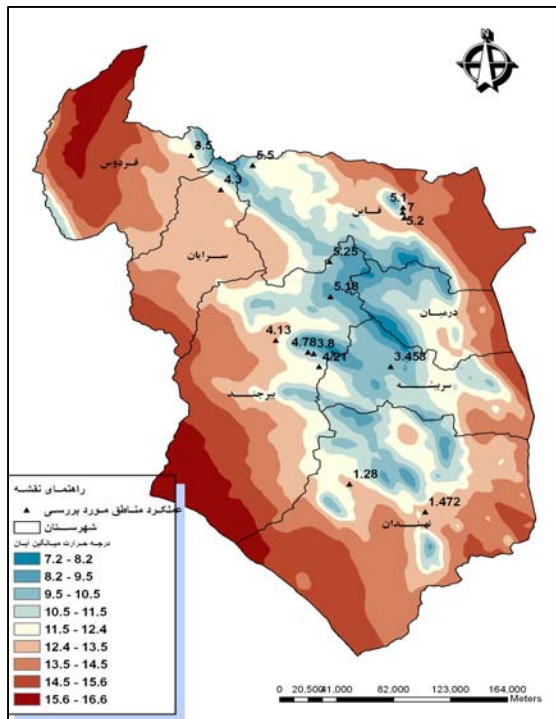 N
فردوس
3.5
5.5
4.3
قاین
5.1
7
5.2
سرایان
5.25
5.18
درمیان
4.13
4.78
3.8
4.21
3.458
سربیشه
بیرجند
1.28
1.472
نهبندان
راهنمای نقشه
عملکرد مناطق مورد بررسی
شهرستان
درجه حرارت میانگین آبان
7.2 - 8.2
8.2 - 9.5
9.5 - 10.5
10.5 - 11.5
11.5 - 12.4
12.4 - 13.5
13.5 - 14.5
14.5 - 15.6
15.6 - 16.6
0 20,500 41,000 82,000 123,000 164,000
Meters